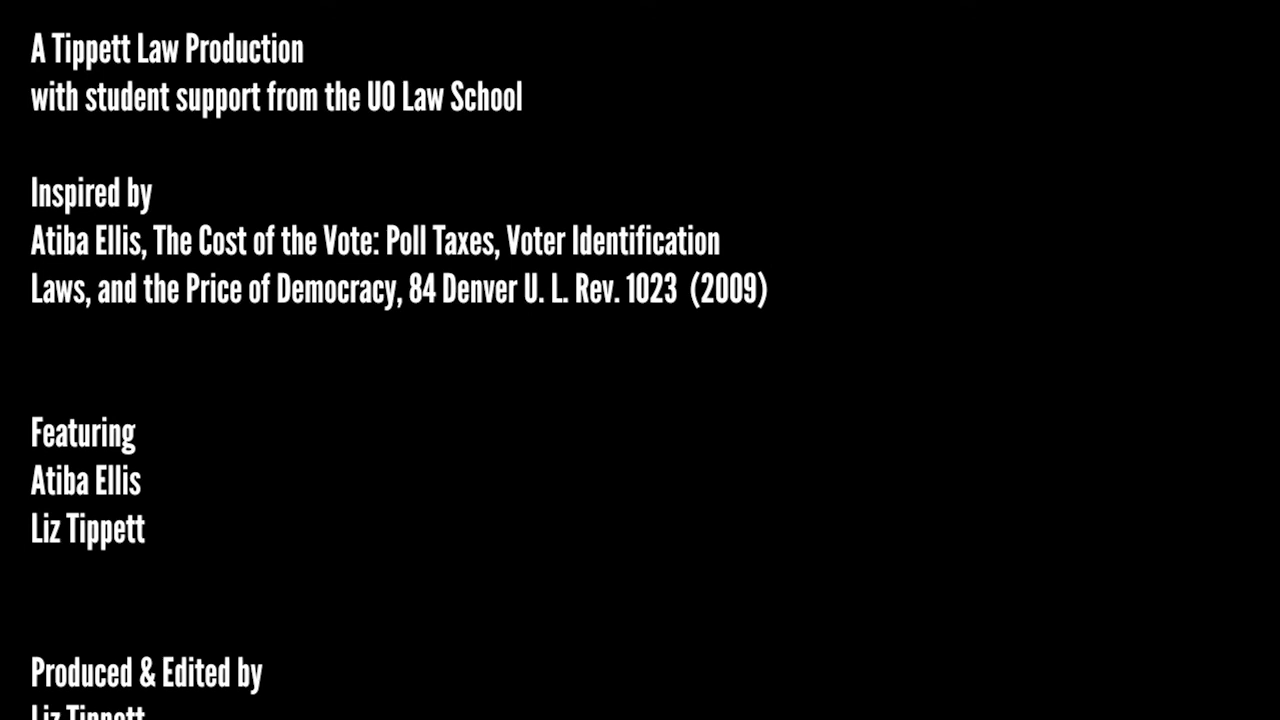 A Tippett Law Production
with student support from the UO Law School
Inspired by
Atiba Ellis, The Cost of the Vote: Poll Taxes, Voter Identification
Laws, and the Price of Democracy, 84 Denver U. L. Rev. 1023 (2009)
Featuring
Atiba Ellis
Liz Tippett
Produced & Edited by
Liz Tippett